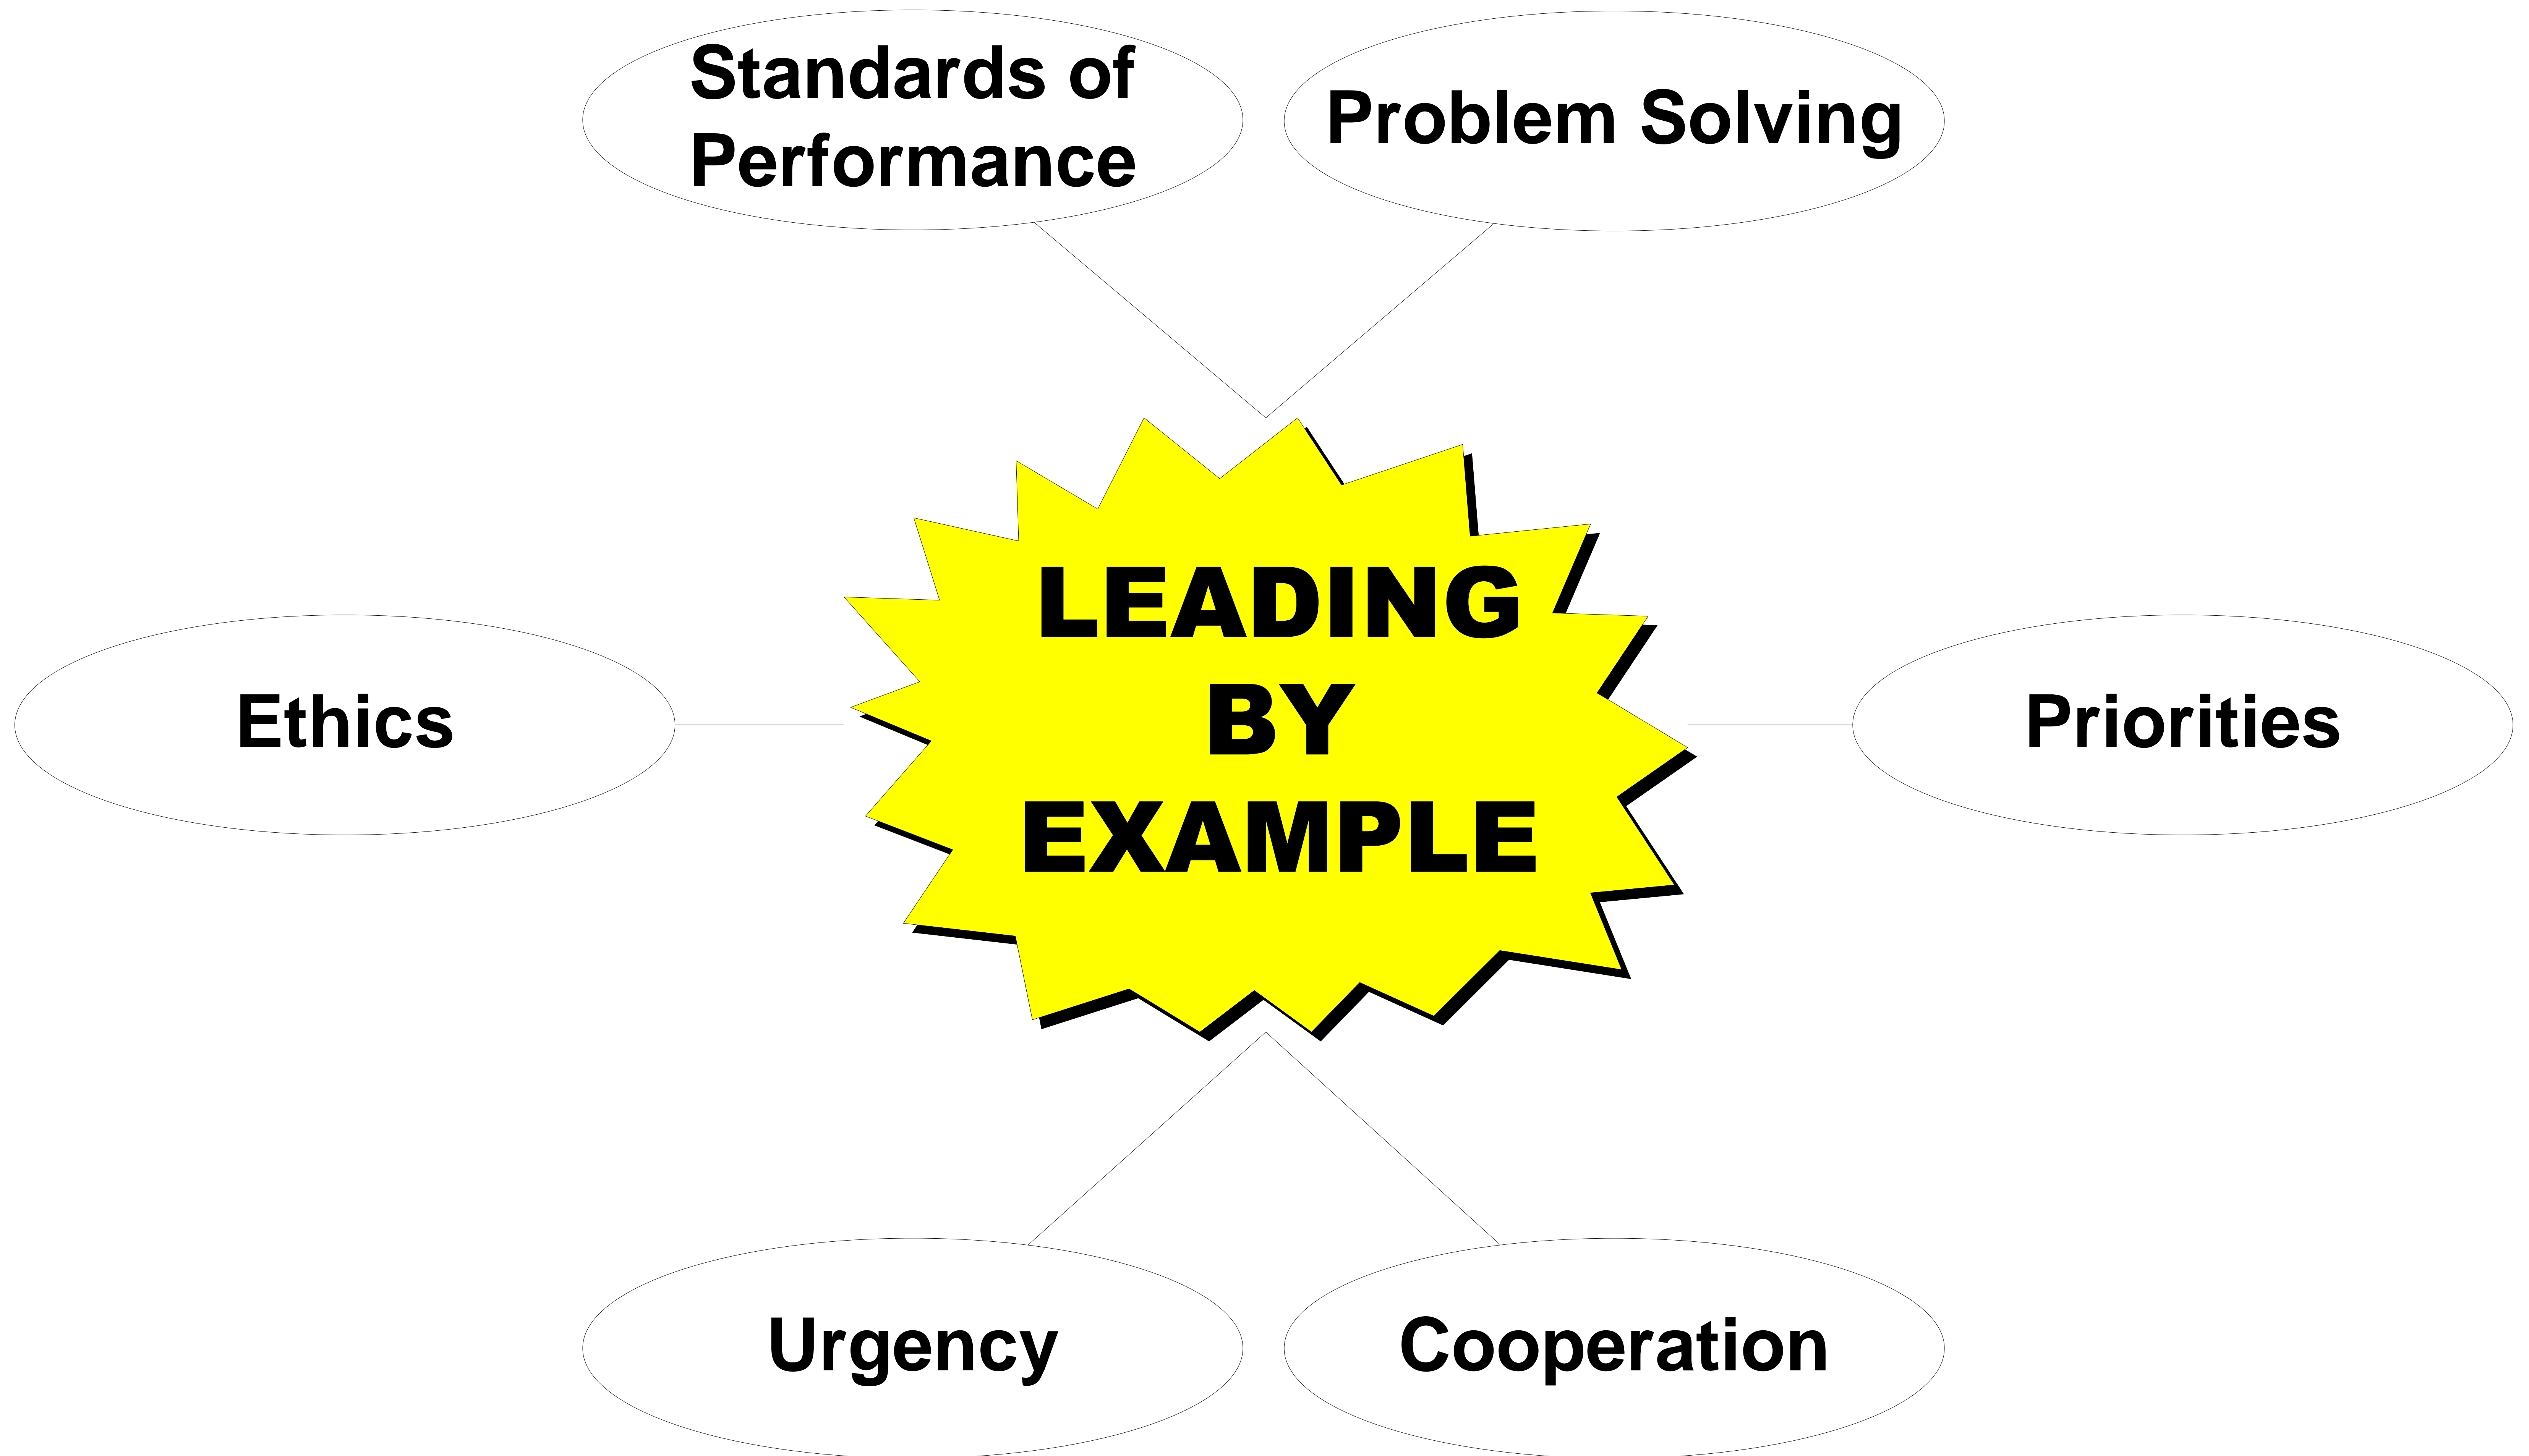 Standards of
Performance
Problem Solving
LEADING
BY
EXAMPLE
Ethics
Priorities
Urgency
Cooperation